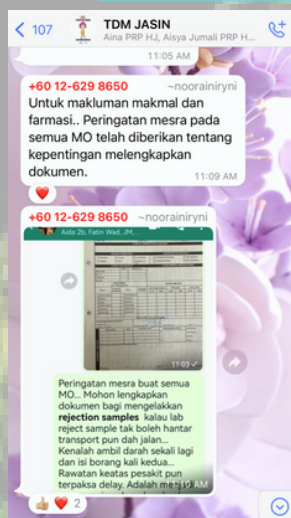 107
TDM JASIN
Aina PRP HJ, Aisya Jumali PRP H...
11:05 AM
+60 12-629 8650 ~noorainiryni
Untuk makluman makmal dan
farmasi.. Peringatan mesra pada
semua MO telah diberikan tentang
kepentingan melengkapkan
dokumen.
11:09 AM
+60 12-629 8650 ~noorainiryni
Aida 2b, Fatin Wad, JM,
11:03
Peringatan mesra buat semua
MO... Mohon lengkapkan
dokumen bagi mengelakkan
rejection samples kalau lab
reject sample tak boleh hantar
transport pun dah jalan...
Kenalah ambil darah sekali lagi
dan isi borang kali kedua...
Rawatan keatas pesakit pun
terpaksa delay. Adalah
AM
2